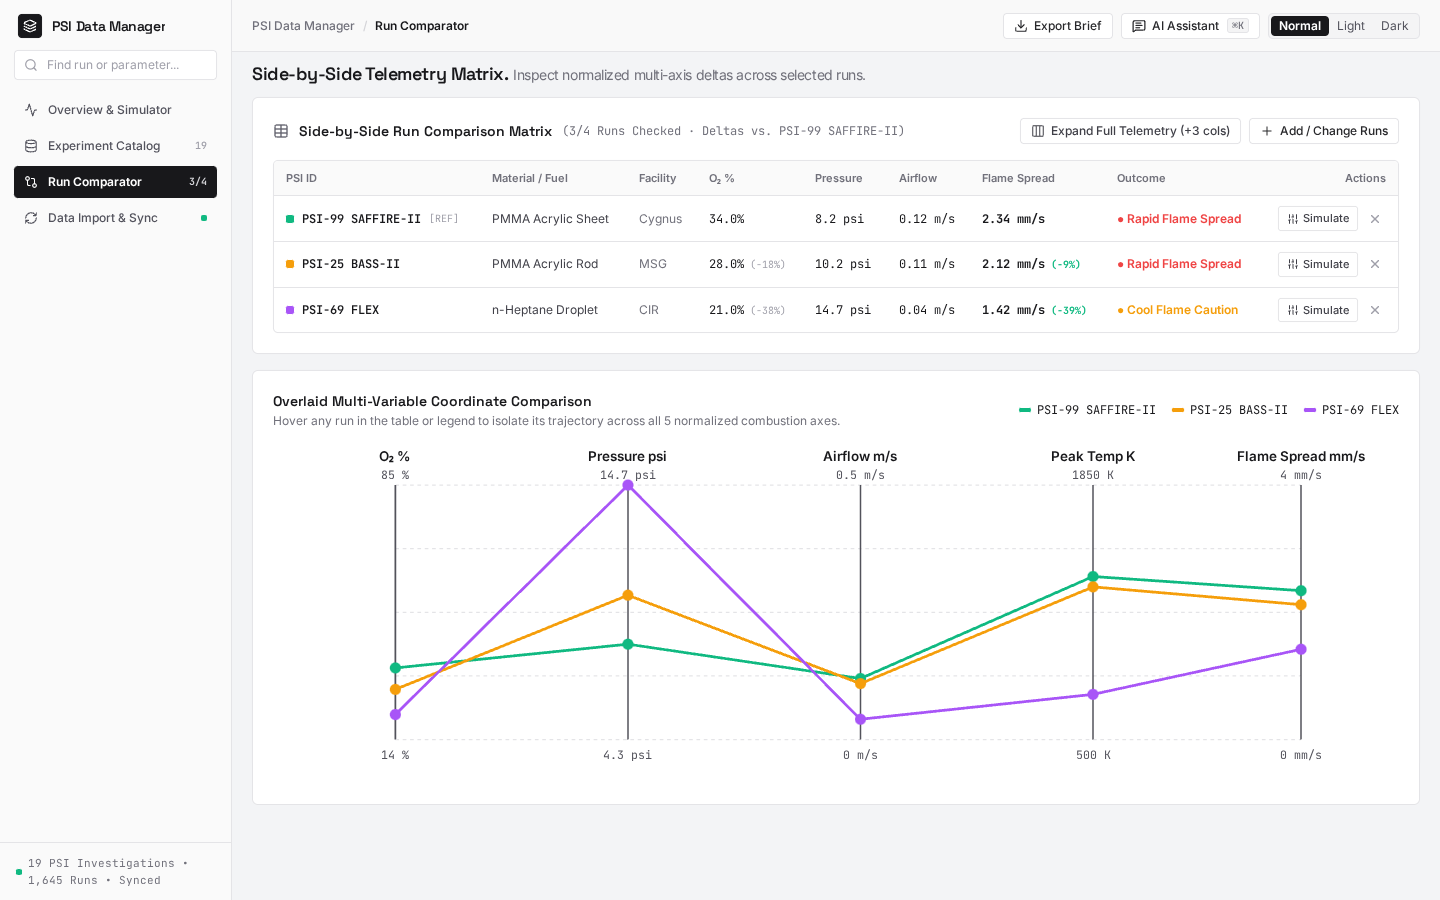 PSI Data Manager
Find run or parameter...
Overview & Simulator
Experiment Catalog 19
Run Comparator 3/4
Data Import & Sync
19 PSI Investigations •
1,645 Runs • Synced
PSI Data Manager / Run Comparator
Export Brief
AI Assistant ⌘K
Normal Light Dark
Side-by-Side Telemetry Matrix. Inspect normalized multi-axis deltas across selected runs.
Side-by-Side Run Comparison Matrix (3/4 Runs Checked · Deltas vs. PSI-99 SAFFIRE-II)
Expand Full Telemetry (+3 cols)
Add / Change Runs
PSI ID Material / Fuel Facility O₂ % Pressure Airflow Flame Spread Outcome Actions
PSI-99 SAFFIRE-II [REF] PMMA Acrylic Sheet Cygnus 34.0% 8.2 psi 0.12 m/s 2.34 mm/s ● Rapid Flame Spread Simulate ×
PSI-25 BASS-II PMMA Acrylic Rod MSG 28.0% (-18%) 10.2 psi 0.11 m/s 2.12 mm/s (-9%) ● Rapid Flame Spread Simulate ×
PSI-69 FLEX n-Heptane Droplet CIR 21.0% (-38%) 14.7 psi 0.04 m/s 1.42 mm/s (-39%) ● Cool Flame Caution Simulate ×
Overlaid Multi-Variable Coordinate Comparison
Hover any run in the table or legend to isolate its trajectory across all 5 normalized combustion axes.
PSI-99 SAFFIRE-II PSI-25 BASS-II PSI-69 FLEX
O₂ % Pressure psi Airflow m/s Peak Temp K Flame Spread mm/s
85 % 14.7 psi 0.5 m/s 1850 K 4 mm/s
14 % 4.3 psi 0 m/s 500 K 0 mm/s